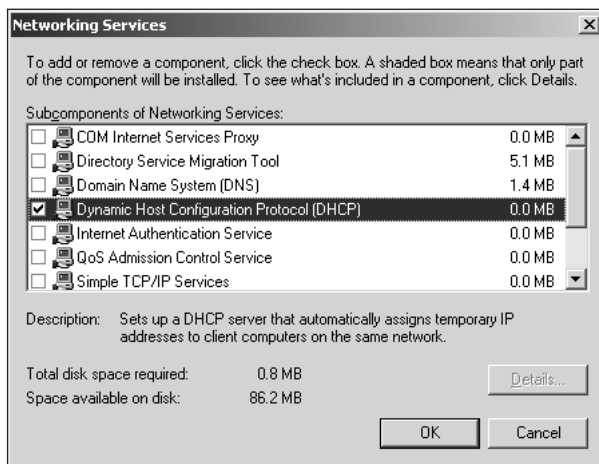 Networking Services
To add or remove a component, click the check box. A shaded box means that only part
of the component will be installed. To see what's included in a component, click Details.
Subcomponents of Networking Services:
COM Internet Services Proxy 0.0 MB
Directory Service Migration Tool 5.1 MB
Domain Name System (DNS) 1.4 MB
Dynamic Host Configuration Protocol (DHCP) 0.0 MB
Internet Authentication Service 0.0 MB
QoS Admission Control Service 0.0 MB
Simple TCP/IP Services 0.0 MB
Description: Sets up a DHCP server that automatically assigns temporary IP
addresses to client computers on the same network.
Total disk space required: 0.8 MB
Space available on disk: 86.2 MB
Details...
OK Cancel